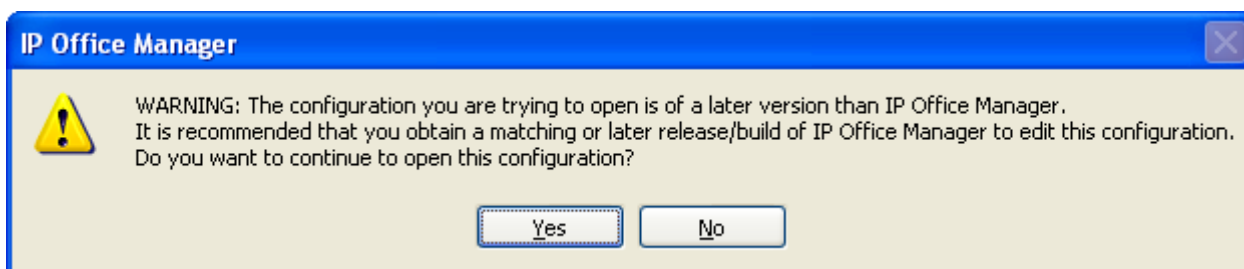 IP Office Manager
WARNING: The configuration you are trying to open is of a later version than IP Office Manager.
It is recommended that you obtain a matching or later release/build of IP Office Manager to edit this configuration.
Do you want to continue to open this configuration?
Yes No